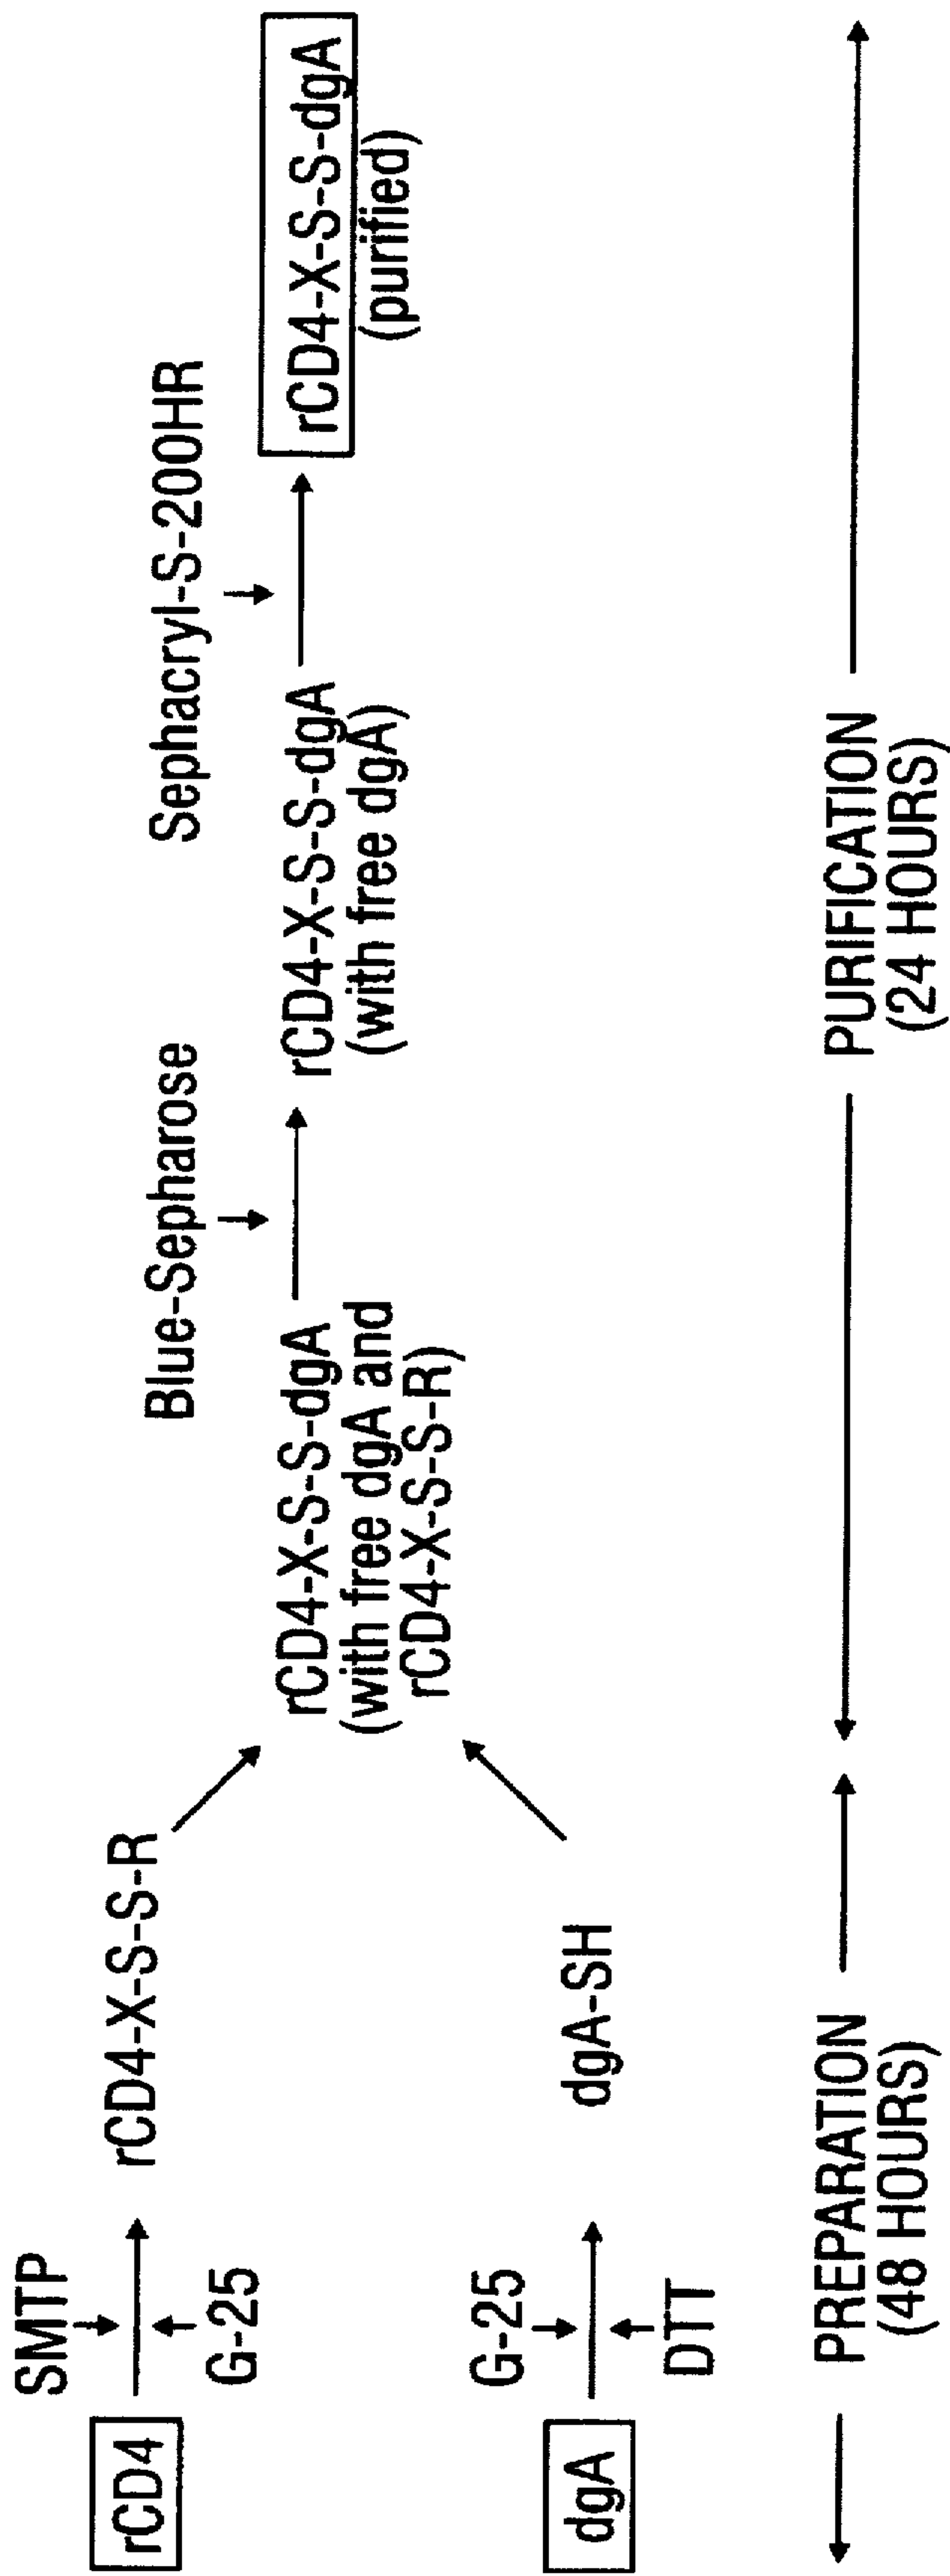 SMTP
rCD4
G-25
rCD4-X-S-S-R
G-25
dgA
DTT
dgA-SH
rCD4-X-S-S-dgA
(with free dgA and
rCD4-X-S-S-R)
Blue-Sepharose
rCD4-X-S-S-dgA
(with free dgA)
Sephacryl-S-200HR
rCD4-X-S-S-dgA
(purified)
PREPARATION
(48 HOURS)
PURIFICATION
(24 HOURS)